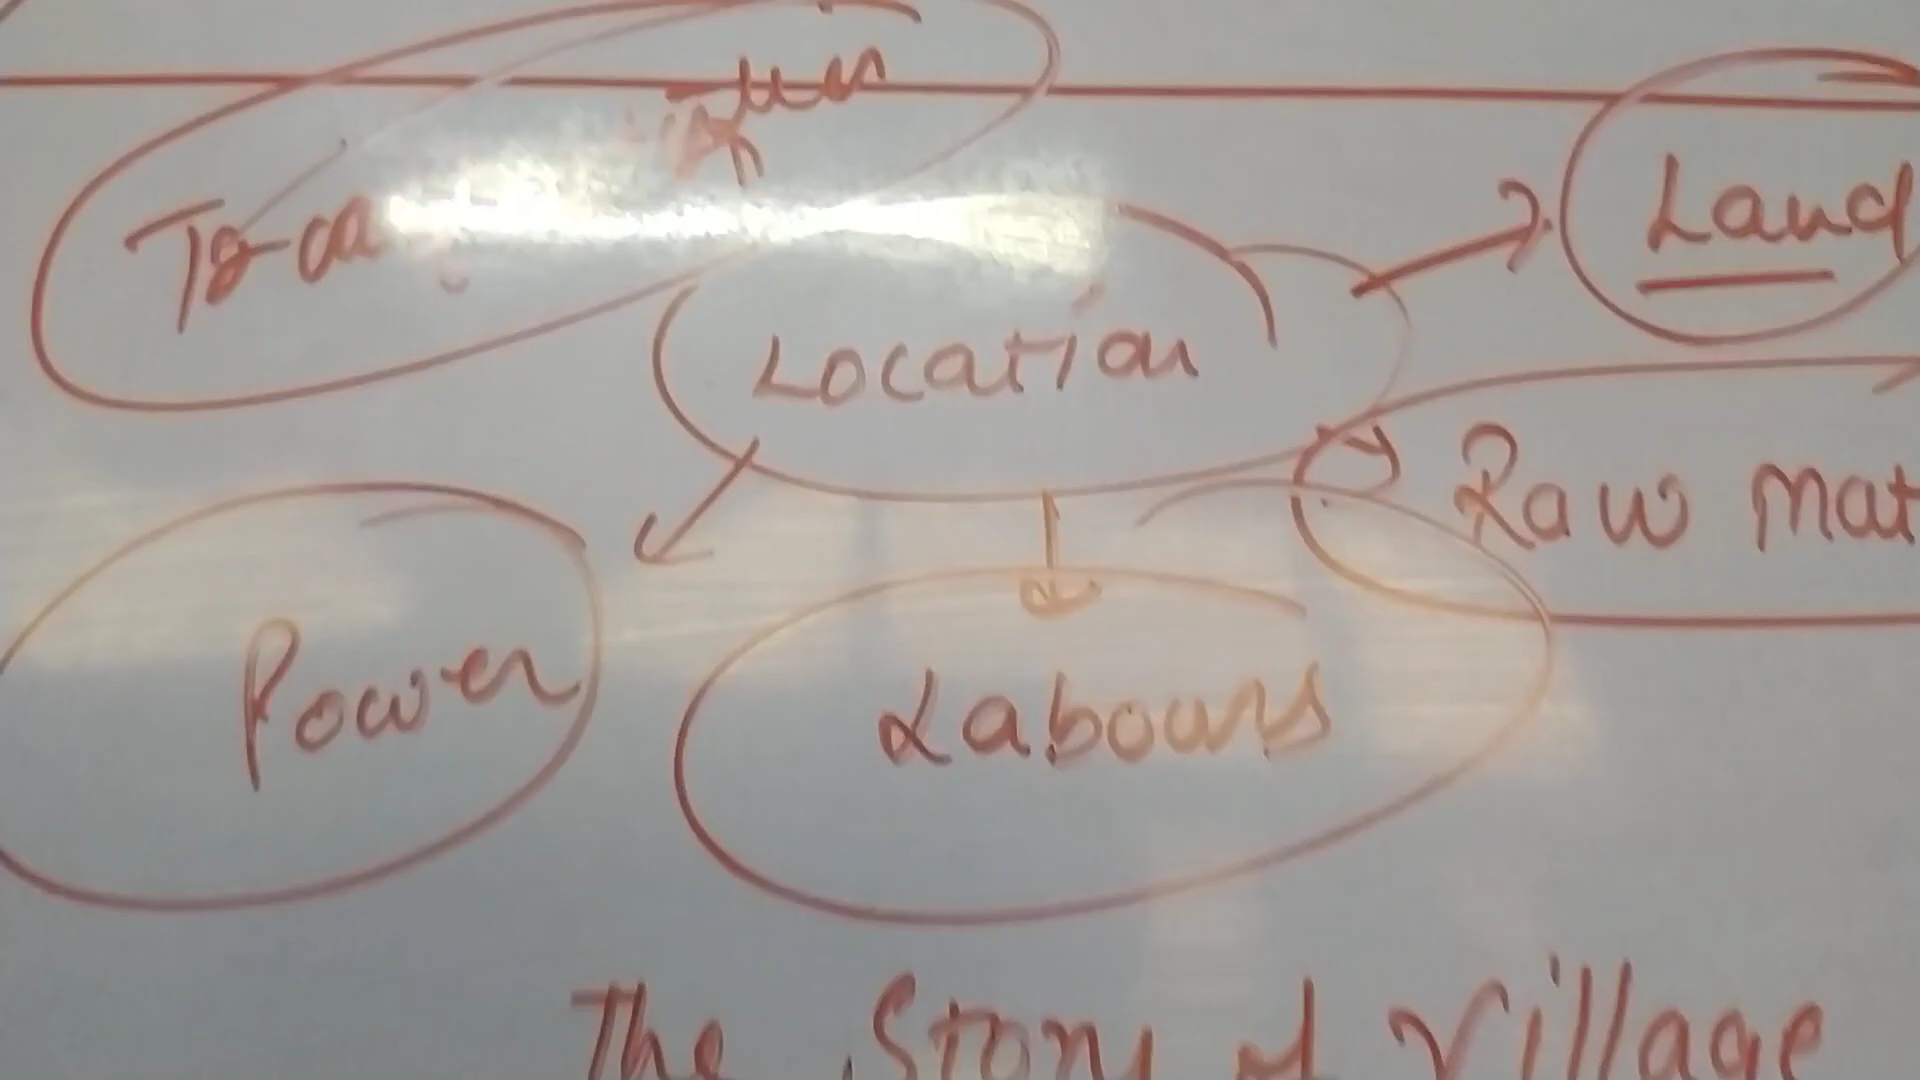 Land
Location
Raw Mat
Power
Labours
The Story of Village